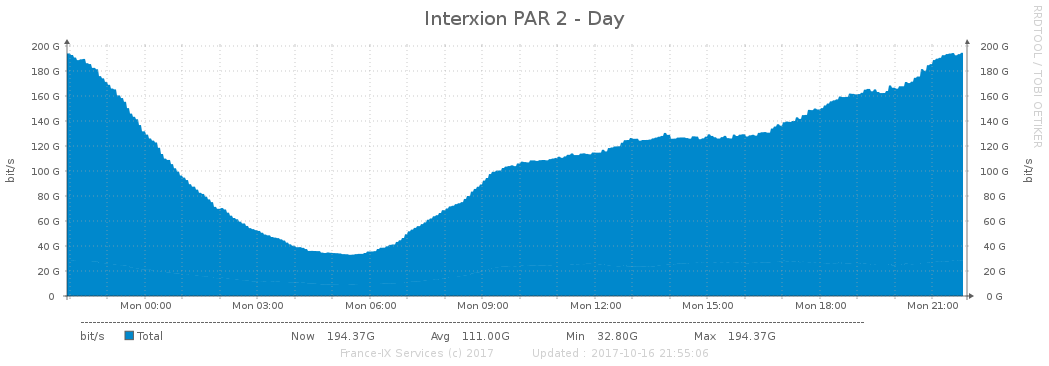 Interxion PAR 2 - Day
RRDTOOL / TOBI OETIKER
200 G 200 G
180 G 180 G
160 G 160 G
140 G 140 G
120 G 120 G
100 G 100 G
80 G 80 G
60 G 60 G
40 G 40 G
20 G 20 G
0 0 G
bit/s bit/s
Mon 00:00 Mon 03:00 Mon 06:00 Mon 09:00 Mon 12:00 Mon 15:00 Mon 18:00 Mon 21:00
bit/s Total Now 194.37G Avg 111.00G Min 32.80G Max 194.37G
France-IX Services (c) 2017 Updated : 2017-10-16 21:55:06